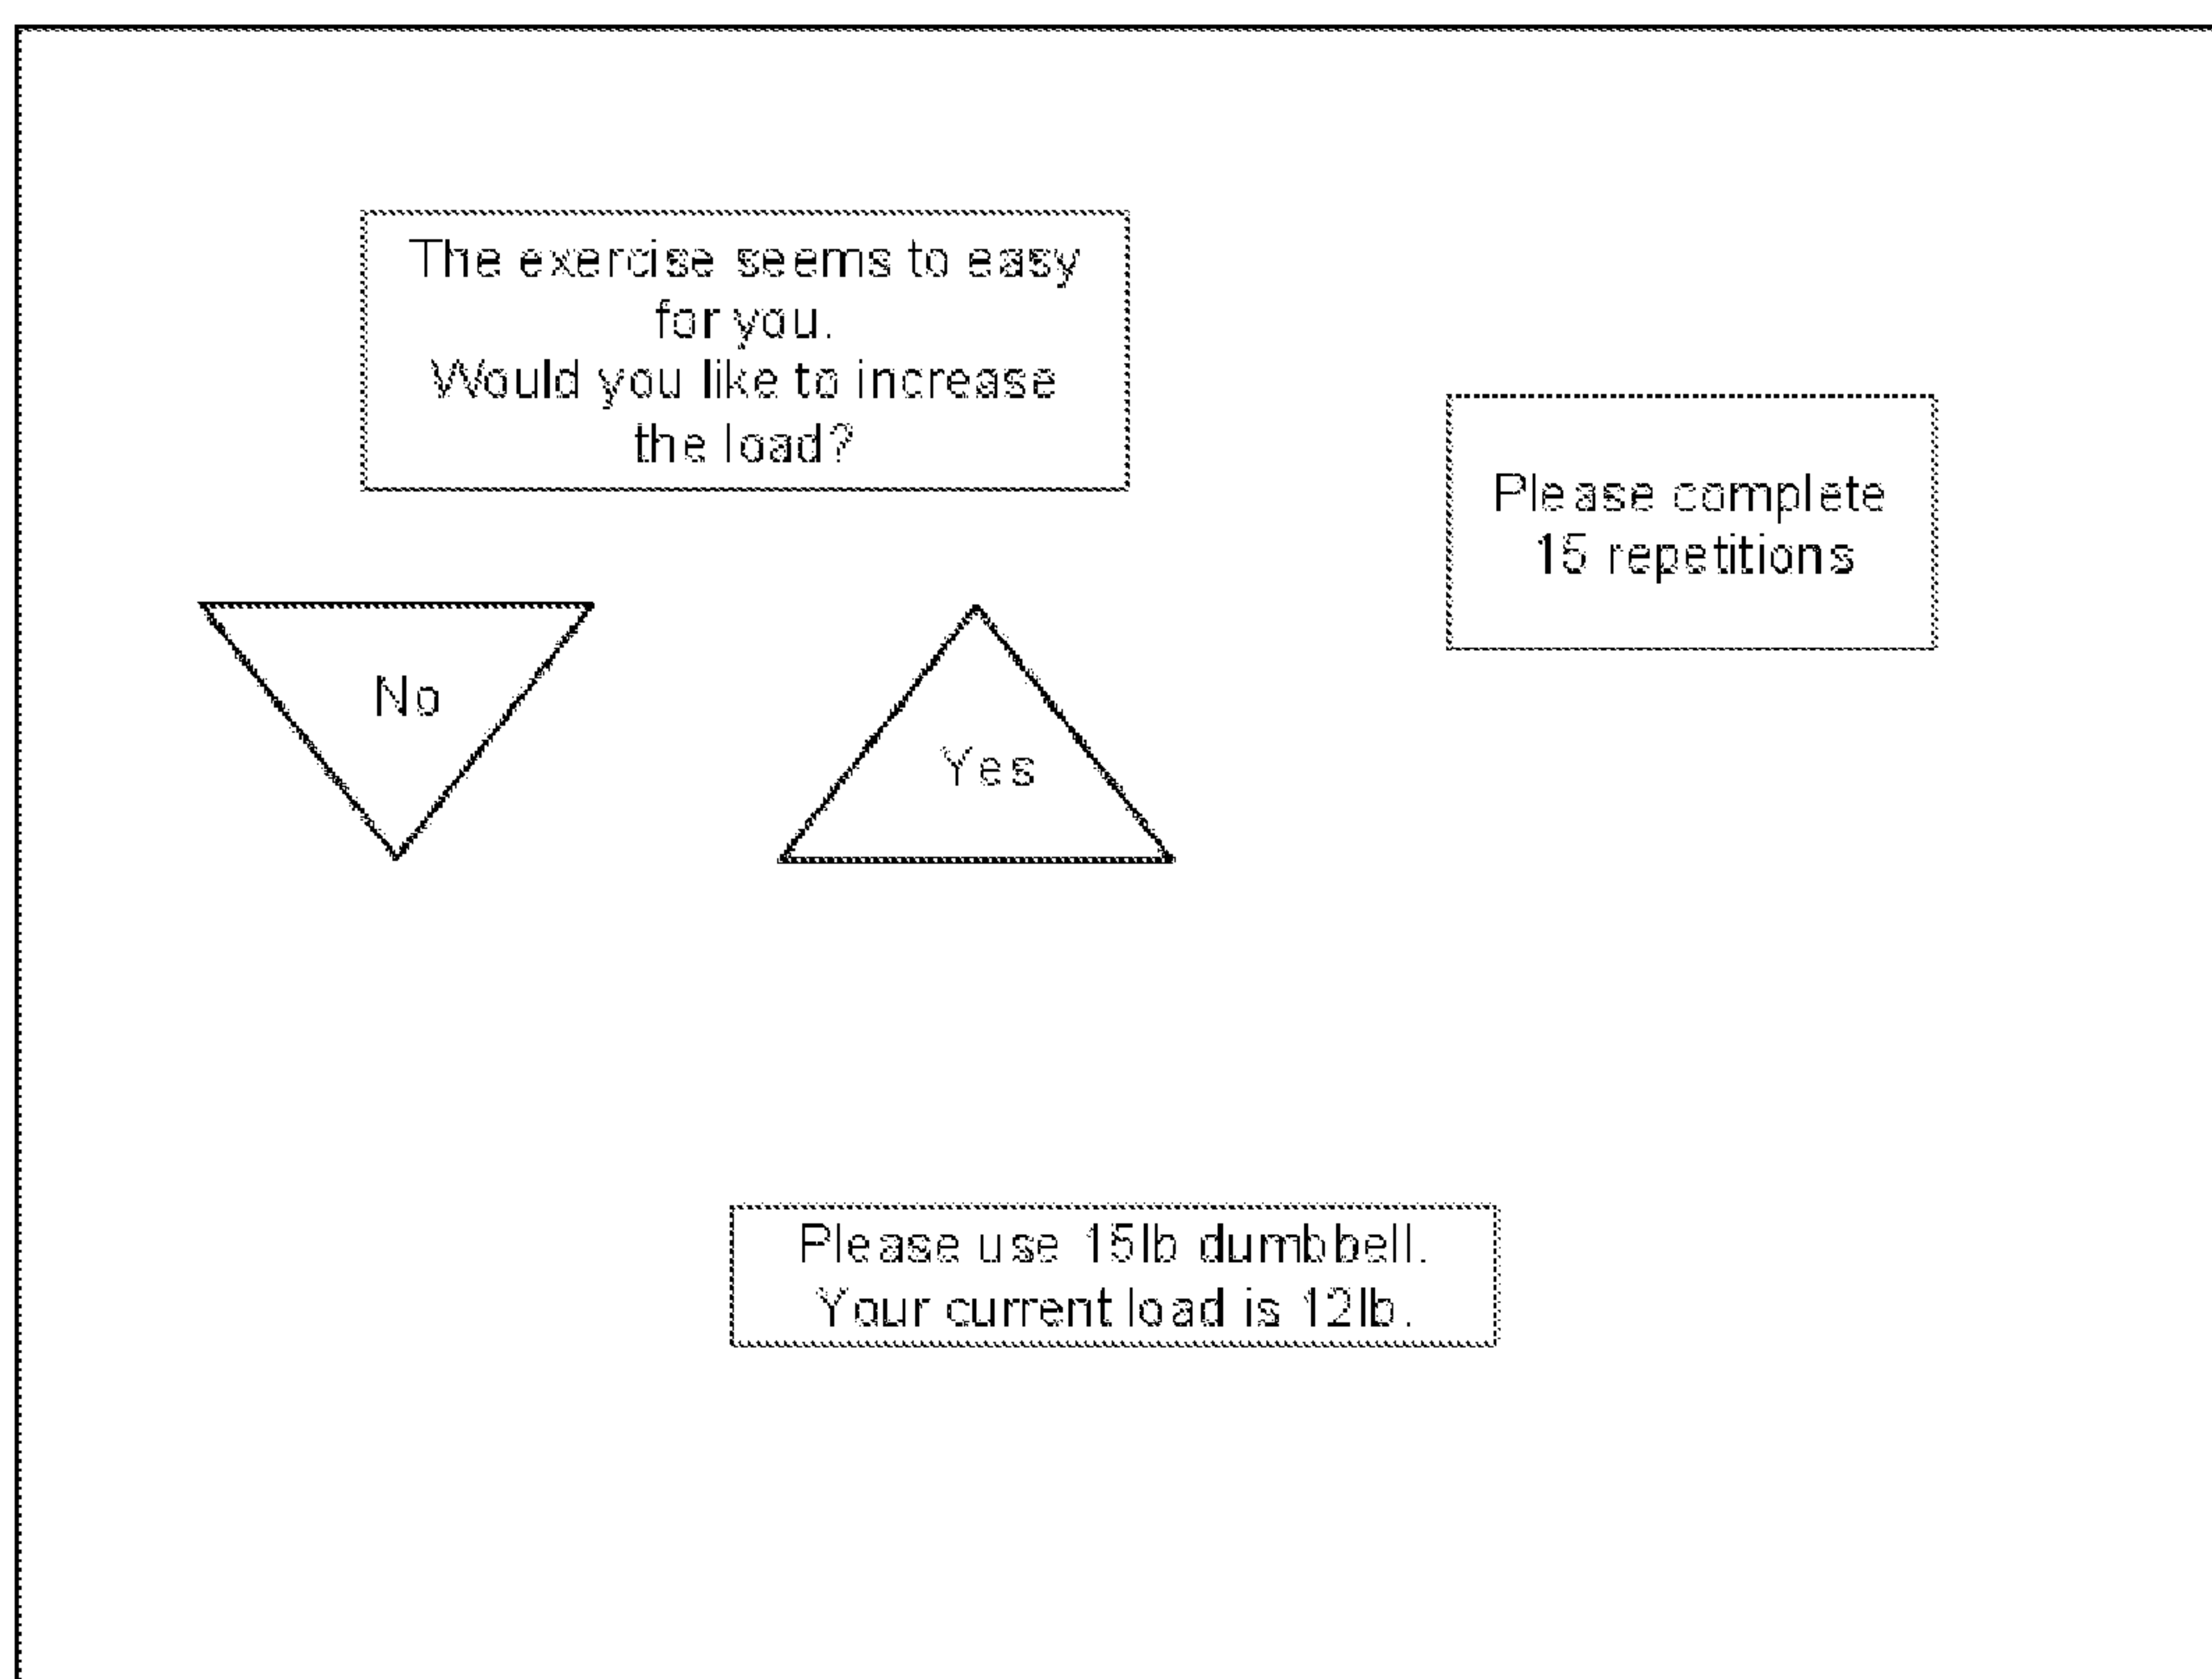 The exercise seems to easy
for you.
Would you like to increase
the load?
Please complete
15 repetitions
No
Yes
Please use 15lb dumbbell.
Your current load is 12lb.